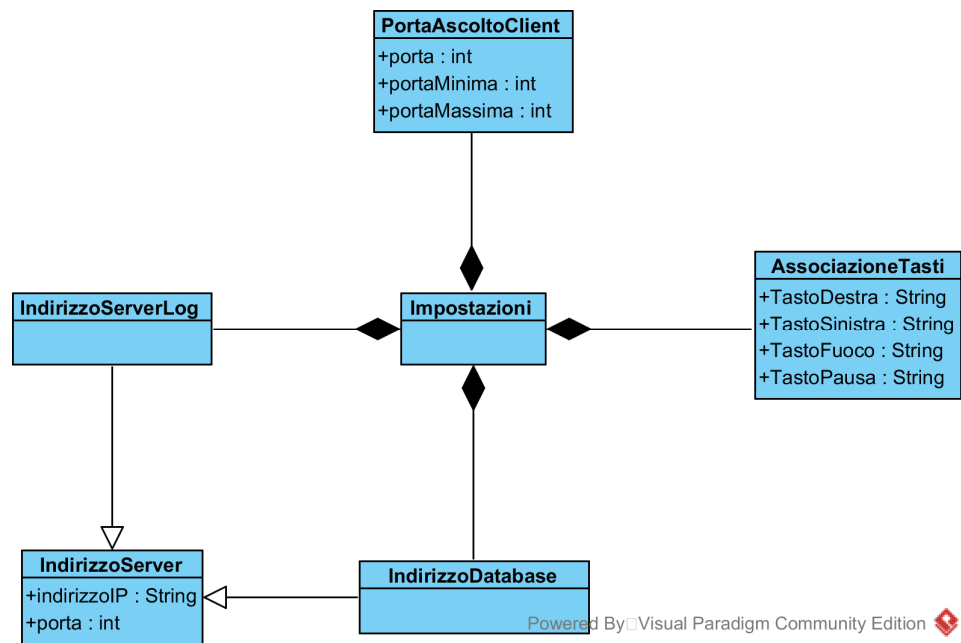 PortaAscoltoClient
+porta : int
+portaMinima : int
+portaMassima : int
AssociazioneTasti
+TastoDestra : String
+TastoSinistra : String
+TastoFuoco : String
+TastoPausa : String
IndirizzoServerLog
Impostazioni
IndirizzoServer
+indirizzoIP : String
+porta : int
IndirizzoDatabase
Powered By Visual Paradigm Community Edition